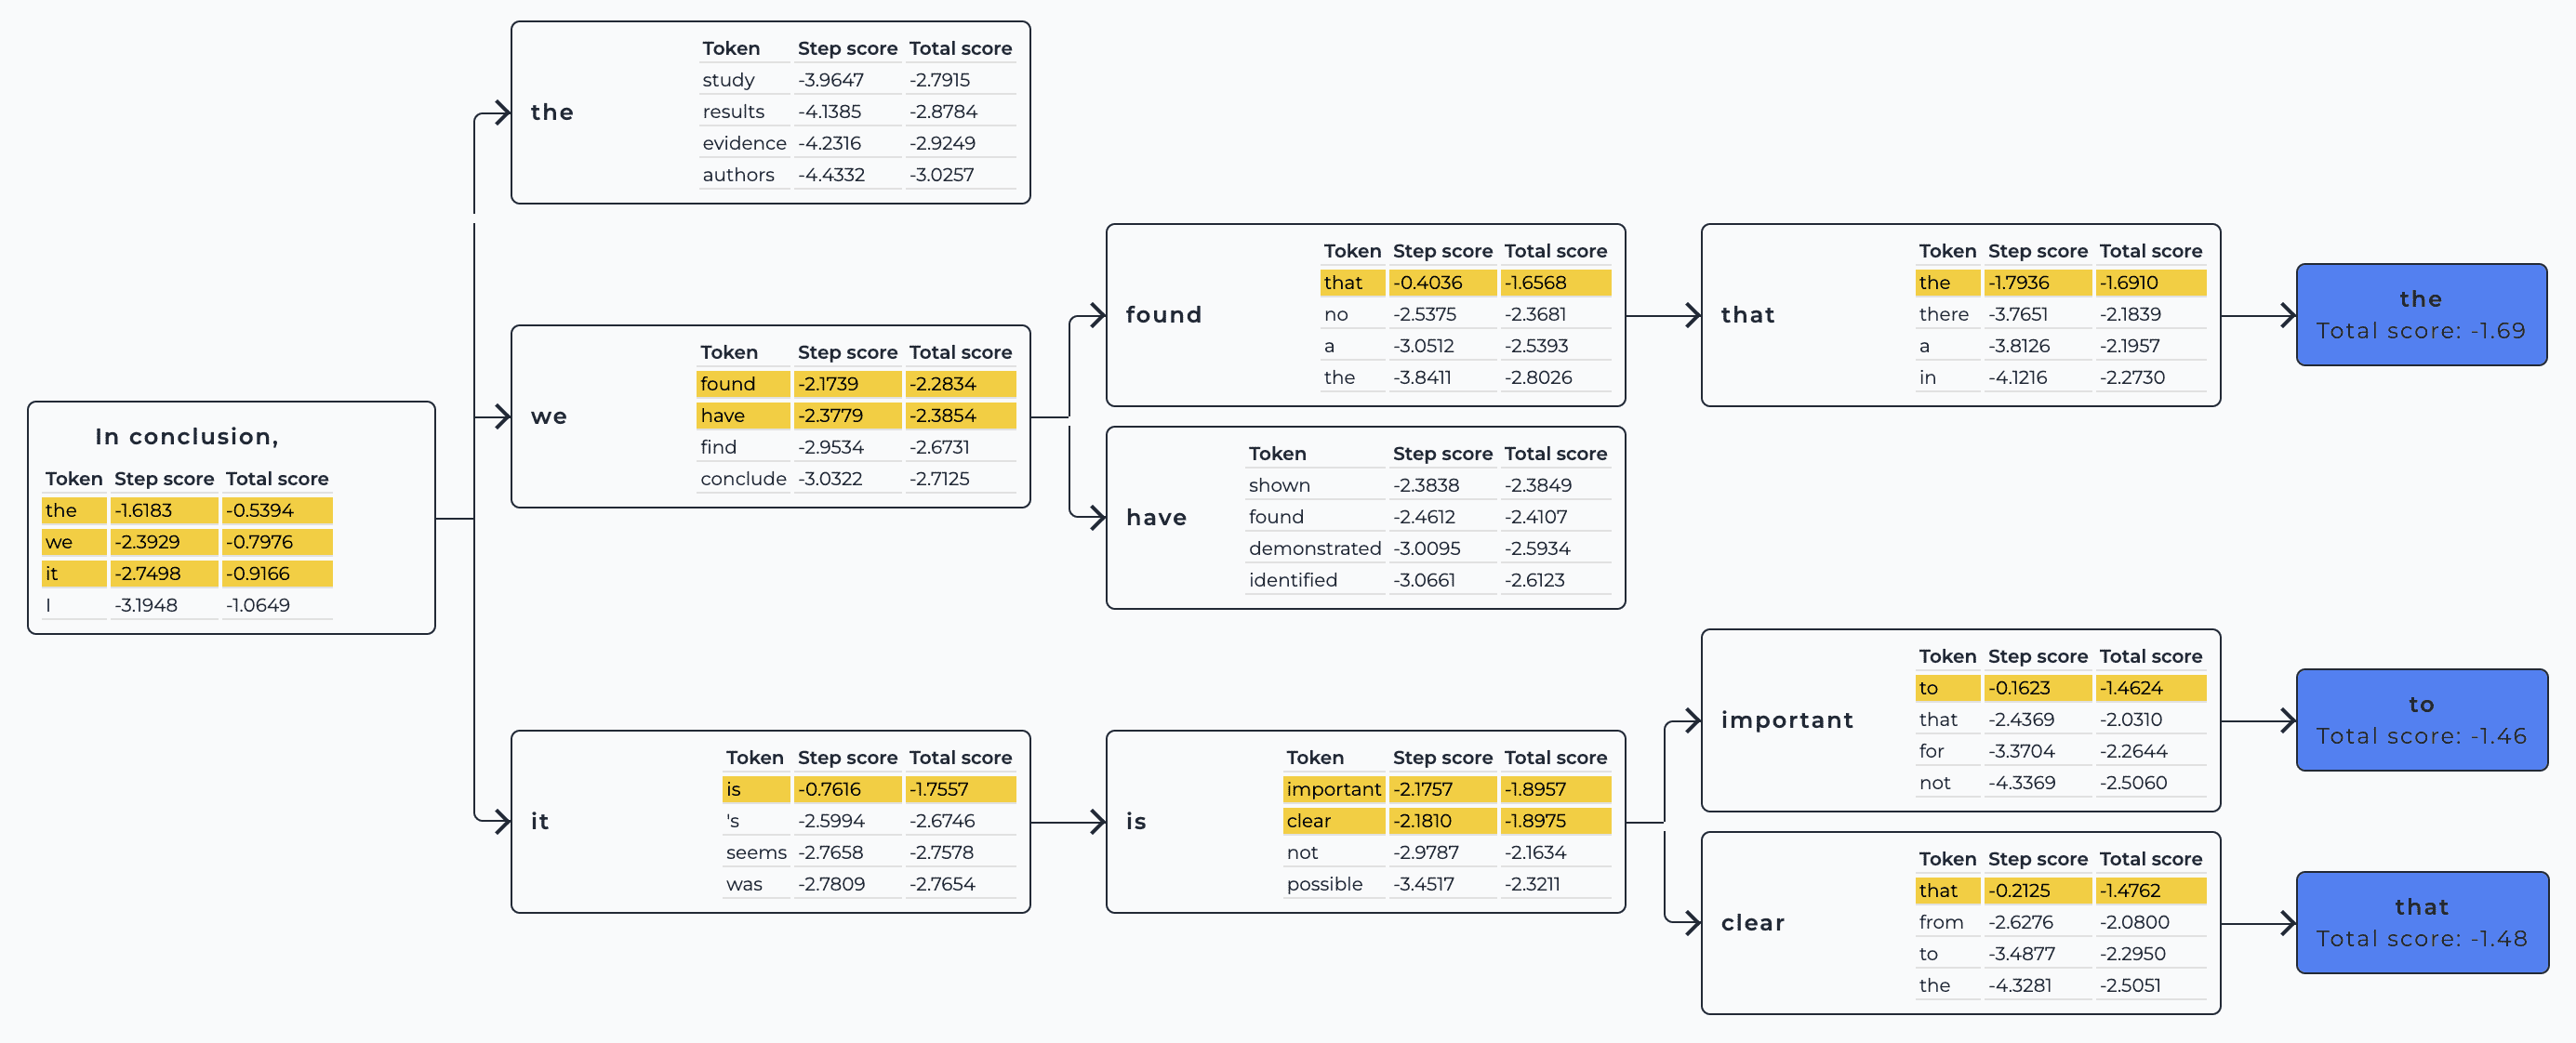 In conclusion,
Token Step score Total score
the -1.6183 -0.5394
we -2.3929 -0.7976
it -2.7498 -0.9166
I -3.1948 -1.0649
the
Token Step score Total score
study -3.9647 -2.7915
results -4.1385 -2.8784
evidence -4.2316 -2.9249
authors -4.4332 -3.0257
we
Token Step score Total score
found -2.1739 -2.2834
have -2.3779 -2.3854
find -2.9534 -2.6731
conclude -3.0322 -2.7125
it
Token Step score Total score
is -0.7616 -1.7557
's -2.5994 -2.6746
seems -2.7658 -2.7578
was -2.7809 -2.7654
found
Token Step score Total score
that -0.4036 -1.6568
no -2.5375 -2.3681
a -3.0512 -2.5393
the -3.8411 -2.8026
have
Token Step score Total score
shown -2.3838 -2.3849
found -2.4612 -2.4107
demonstrated -3.0095 -2.5934
identified -3.0661 -2.6123
is
Token Step score Total score
important -2.1757 -1.8957
clear -2.1810 -1.8975
not -2.9787 -2.1634
possible -3.4517 -2.3211
that
Token Step score Total score
the -1.7936 -1.6910
there -3.7651 -2.1839
a -3.8126 -2.1957
in -4.1216 -2.2730
important
Token Step score Total score
to -0.1623 -1.4624
that -2.4369 -2.0310
for -3.3704 -2.2644
not -4.3369 -2.5060
clear
Token Step score Total score
that -0.2125 -1.4762
from -2.6276 -2.0800
to -3.4877 -2.2950
the -4.3281 -2.5051
the
Total score: -1.69
to
Total score: -1.46
that
Total score: -1.48